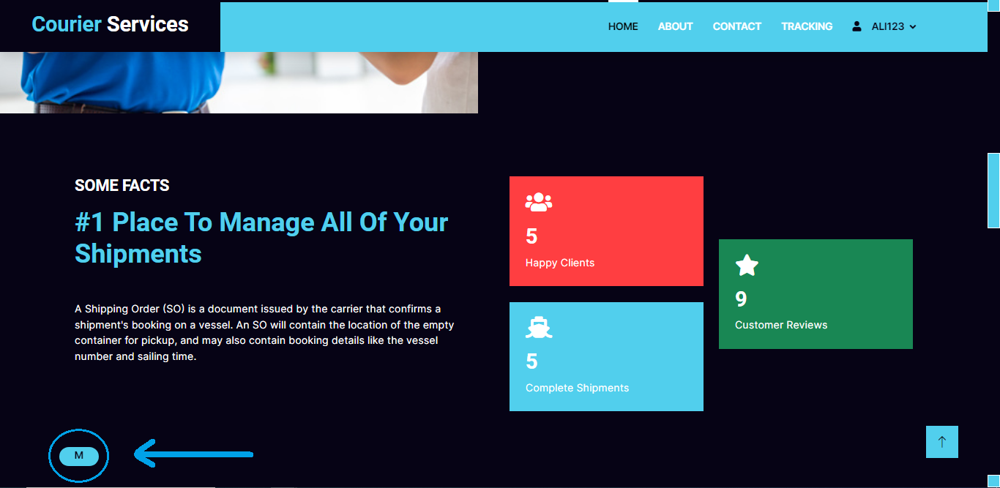 Courier Services
HOME ABOUT CONTACT TRACKING ALI123
SOME FACTS
#1 Place To Manage All Of Your
Shipments
A Shipping Order (SO) is a document issued by the carrier that confirms a
shipment's booking on a vessel. An SO will contain the location of the empty
container for pickup, and may also contain booking details like the vessel
number and sailing time.
5
Happy Clients
5
Complete Shipments
9
Customer Reviews
M